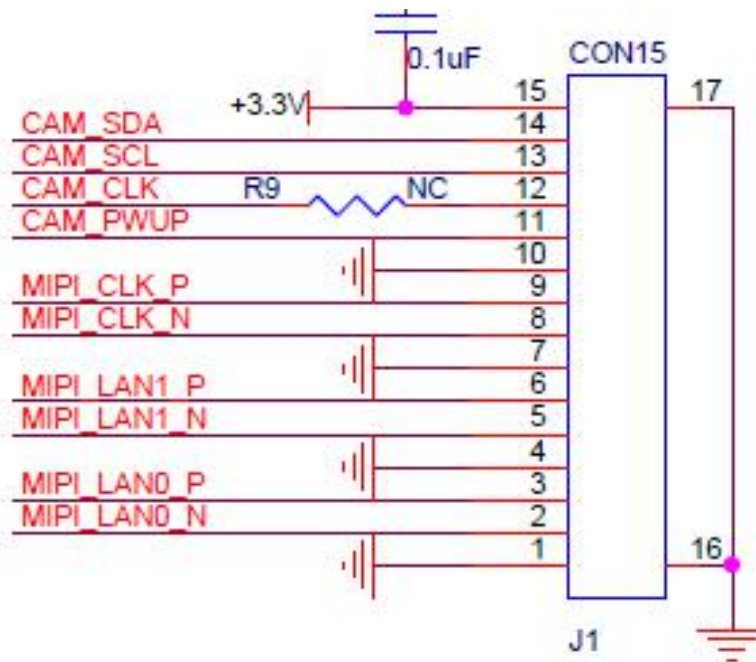 0.1uF
CON15
+3.3V
15
17
CAM_SDA
14
CAM_SCL
13
CAM_CLK
R9
NC
12
CAM_PWUP
11
10
MIPI_CLK_P
9
MIPI_CLK_N
8
7
MIPI_LAN1_P
6
MIPI_LAN1_N
5
4
MIPI_LAN0_P
3
MIPI_LAN0_N
2
1
16
J1